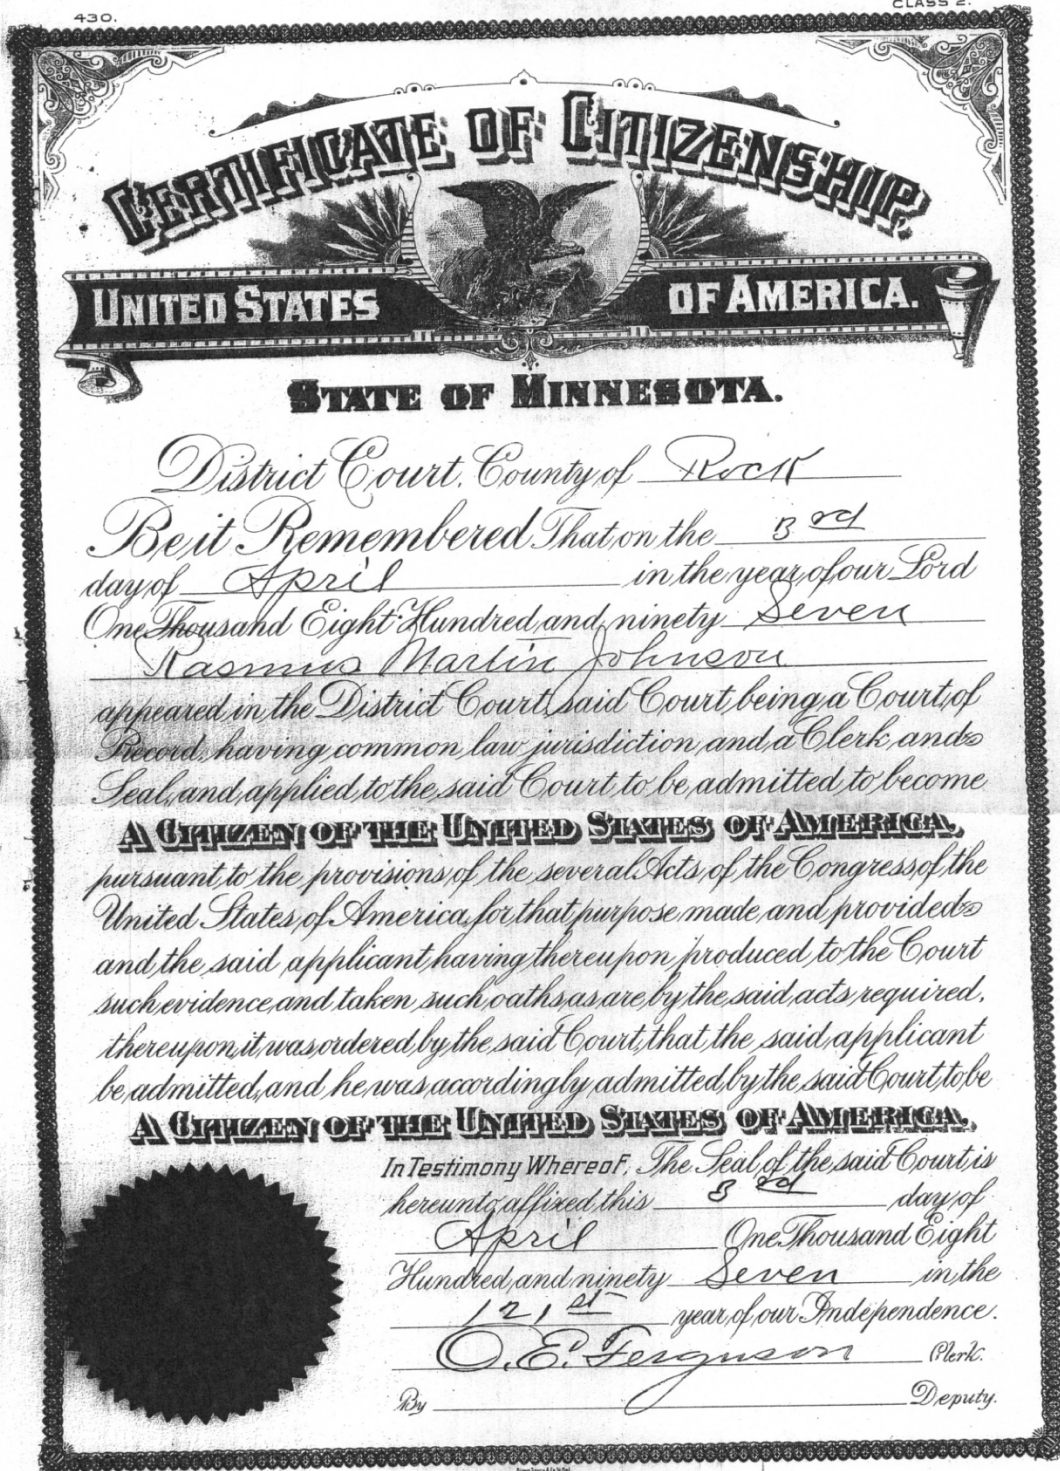 430.
CLASS 2.
CERTIFICATE OF CITIZENSHIP,
UNITED STATES OF AMERICA.
STATE OF MINNESOTA.
District Court, County of Rock
Be it Remembered That on the 3rd
day of April in the year of our Lord
One Thousand Eight Hundred and ninety Seven
Rasmus Martin Johnson
appeared in the District Court, said Court, being a Court of
Record, having common law jurisdiction, and a Clerk and
Seal, and applied to the said Court to be admitted to become
A CITIZEN OF THE UNITED STATES OF AMERICA,
pursuant to the provisions of the several Acts of the Congress of the
United States of America, for that purpose made and provided
and the said applicant having thereupon produced to the Court
such evidence and taken such oaths as are by the said acts required,
thereupon it was ordered by the said Court, that the said applicant
be admitted, and he was accordingly admitted by the said Court, to be
A CITIZEN OF THE UNITED STATES OF AMERICA.
In Testimony Whereof, The Seal of the said Court is
hereunto affixed this 3rd day of
April One Thousand Eight
Hundred and ninety Seven in the
121st year of our Independence.
O. E. Ferguson Clerk.
By Deputy.